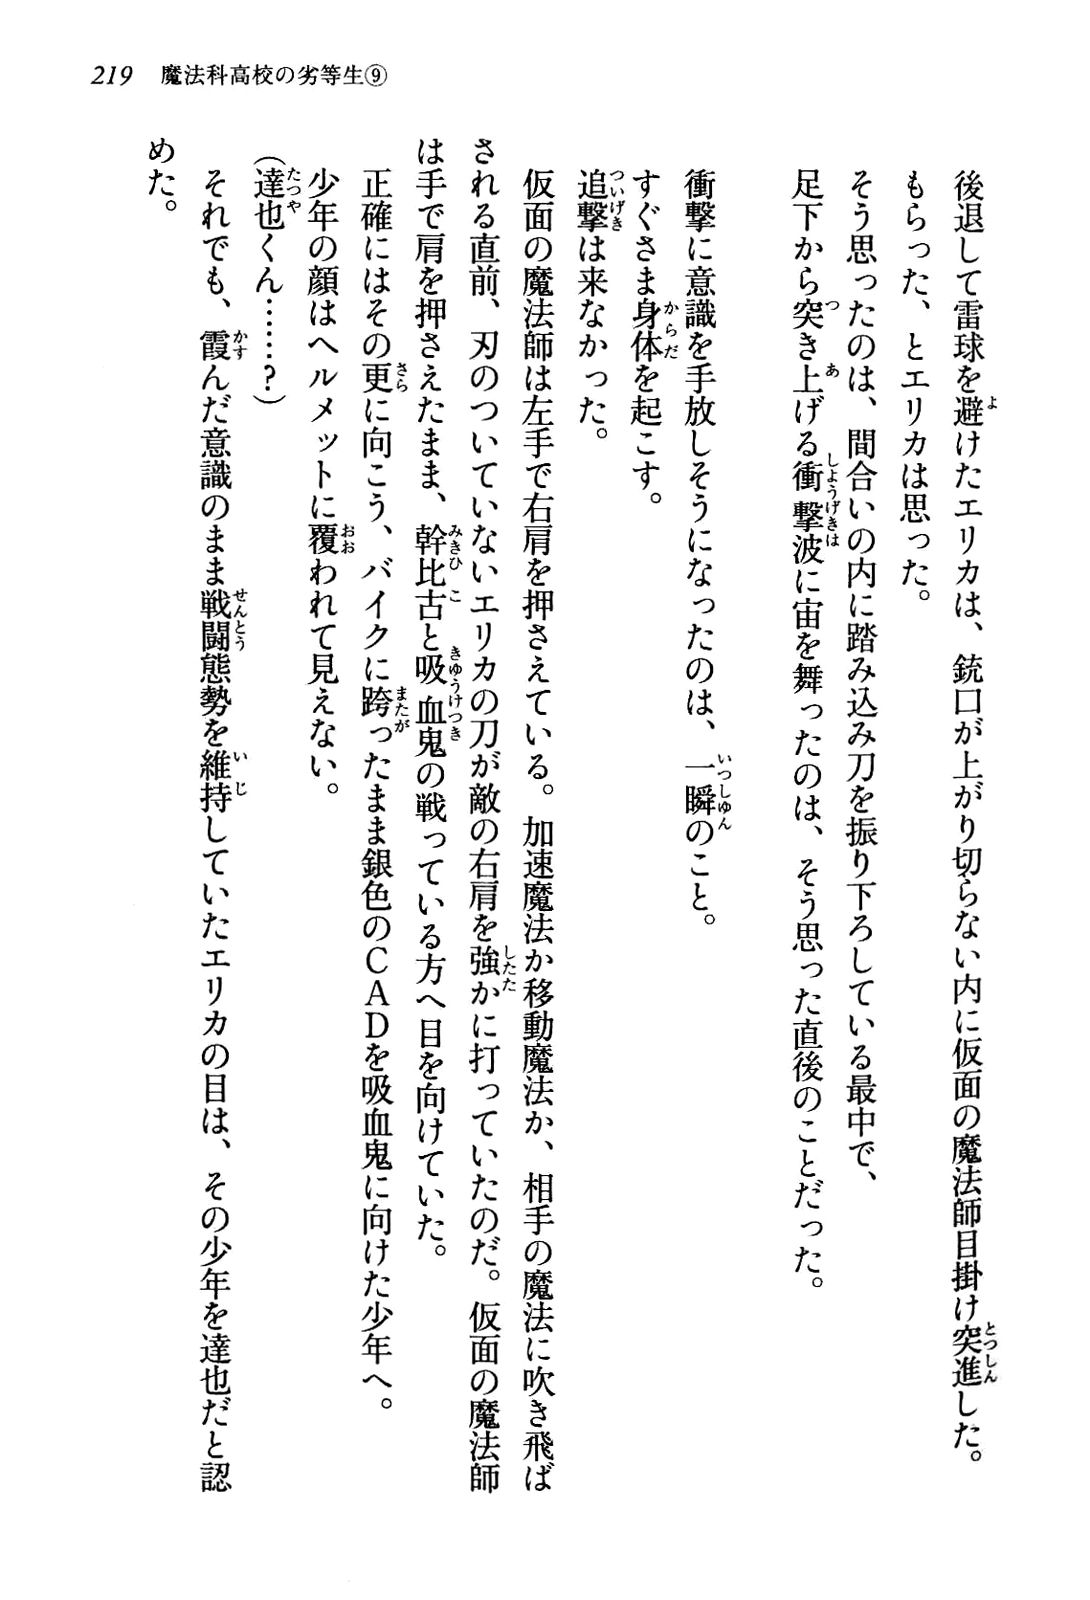 219　魔法科高校の劣等生⑨
後退して雷球を避けたエリカは、銃口が上がり切らない内に仮面の魔法師目掛け突進した。
もらった、とエリカは思った。
そう思ったのは、間合いの内に踏み込み刀を振り下ろしている最中で、
足下から突き上げる衝撃波に宙を舞ったのは、そう思った直後のことだった。
衝撃に意識を手放しそうになったのは、一瞬のこと。
すぐさま身体を起こす。
追撃は来なかった。
仮面の魔法師は左手で右肩を押さえている。加速魔法か移動魔法か、相手の魔法に吹き飛ば
される直前、刃のついていないエリカの刀が敵の右肩を強かに打っていたのだ。仮面の魔法師
は手で肩を押さえたまま、幹比古と吸血鬼の戦っている方へ目を向けていた。
正確にはその更に向こう、バイクに跨ったまま銀色のＣＡＤを吸血鬼に向けた少年へ。
少年の顔はヘルメットに覆われて見えない。
（達也くん……？）
それでも、霞んだ意識のまま戦闘態勢を維持していたエリカの目は、その少年を達也だと認
めた。